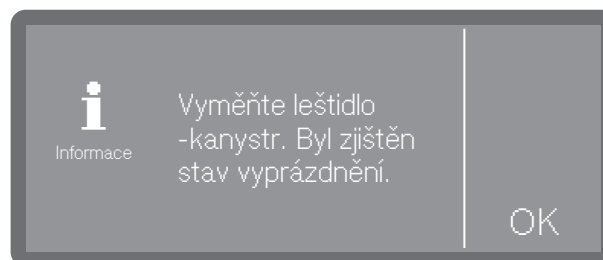 Informace
Vyměňte leštidlo
-kanystr. Byl zjištěn
stav vyprázdnění.
OK